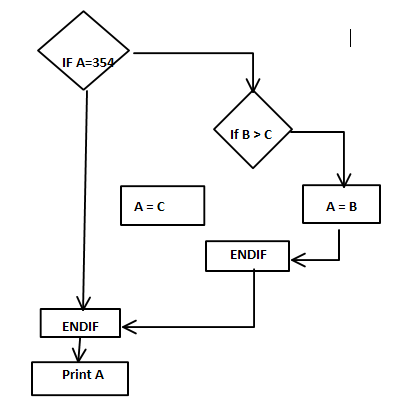 IF A=354
If B > C
A = C
A = B
ENDIF
ENDIF
Print A